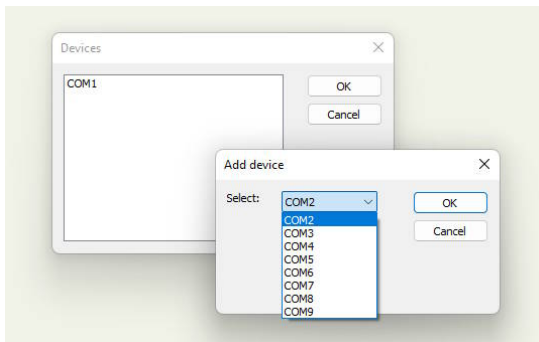 Devices
COM1
OK
Cancel
Add device
Select:
COM2
OK
Cancel
COM2
COM3
COM4
COM5
COM6
COM7
COM8
COM9